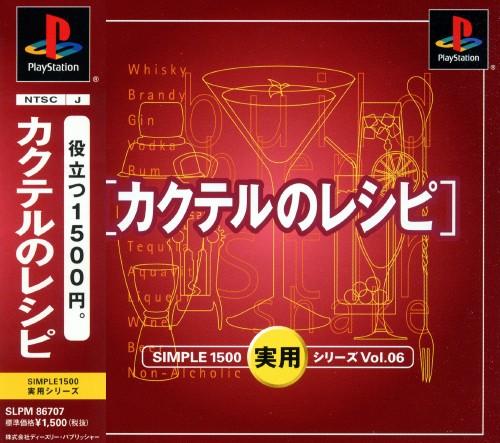 PlayStation
NTSC J
役立つ1500円。
カクテルのレシピ
SIMPLE1500
実用シリーズ
SLPM 86707
標準価格¥1,500(税抜)
株式会社ディースリー・パブリッシャー
PlayStation
Whisky
Brandy
Gin
Vodka
Rum
[カクテルのレシピ]
Tequila
Liqueur
Wine
Beer
Non-Alcholic
SIMPLE 1500 実用 シリーズ Vol.06